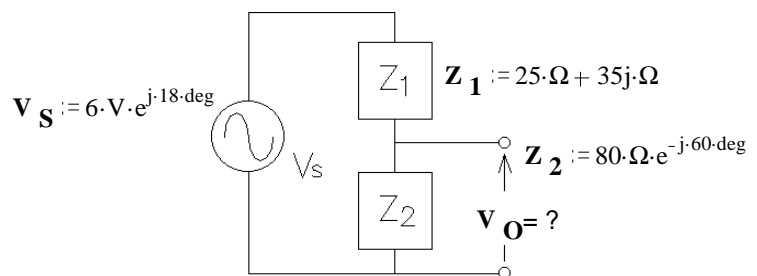 Z1
Z 1 := 25·Ω + 35j·Ω
V S := 6·V·e^j·18·deg
Vs
Z 2 := 80·Ω·e^-j·60·deg
Z2
V O = ?